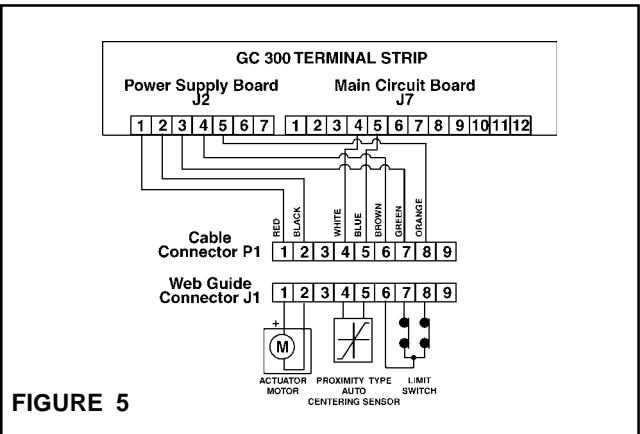 GC 300 TERMINAL STRIP
Power Supply Board
J2
Main Circuit Board
J7
1 2 3 4 5 6 7
1 2 3 4 5 6 7 8 9 10 11 12
RED
BLACK
WHITE
BLUE
BROWN
GREEN
ORANGE
Cable
Connector P1
1 2 3 4 5 6 7 8 9
Web Guide
Connector J1
1 2 3 4 5 6 7 8 9
+
M
ACTUATOR
MOTOR
PROXIMITY TYPE
AUTO
CENTERING SENSOR
LIMIT
SWITCH
FIGURE 5